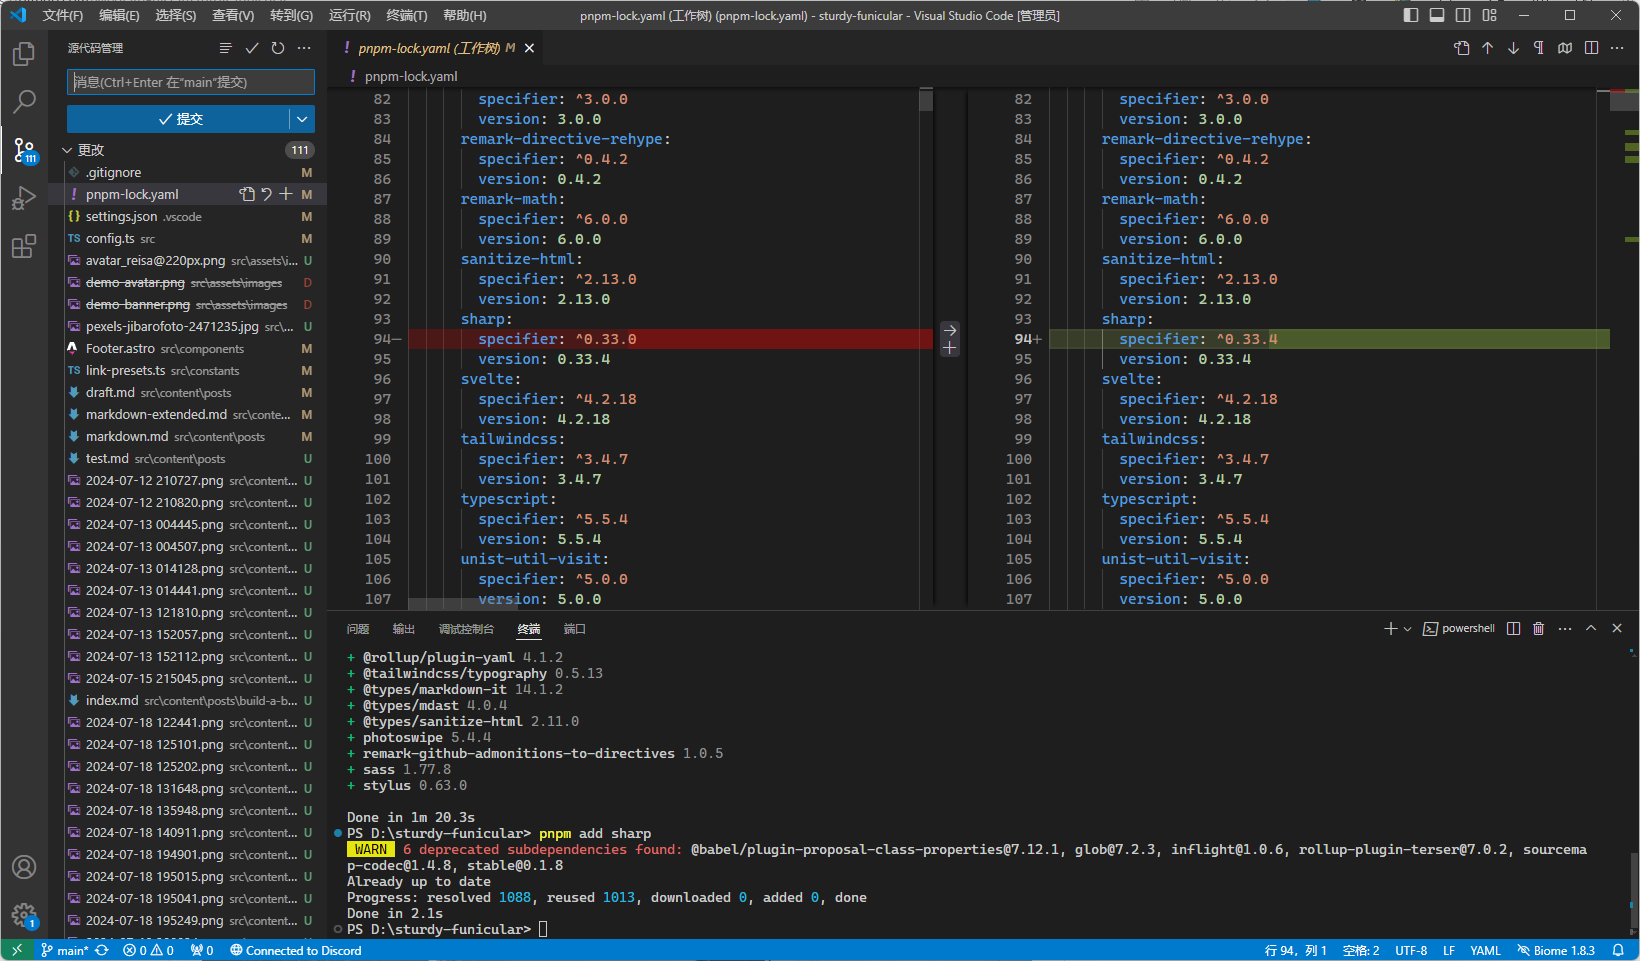 文件(F) 编辑(E) 选择(S) 查看(V) 转到(G) 运行(R) 终端(T) 帮助(H)
pnpm-lock.yaml (工作树) (pnpm-lock.yaml) - sturdy-funicular - Visual Studio Code [管理员]
源代码管理
消息(Ctrl+Enter 在"main"提交)
提交
更改 111
.gitignore M
pnpm-lock.yaml M
settings.json .vscode M
TS config.ts src M
avatar_reisa@220px.png src\assets\i... U
demo-avatar.png src\assets\images D
demo-banner.png src\assets\images D
pexels-jibarofoto-2471235.jpg src\... U
Footer.astro src\components M
TS link-presets.ts src\constants M
draft.md src\content\posts M
markdown-extended.md src\conte... M
markdown.md src\content\posts M
test.md src\content\posts U
2024-07-12 210727.png src\content... U
2024-07-12 210820.png src\content... U
2024-07-13 004445.png src\content... U
2024-07-13 004507.png src\content... U
2024-07-13 014128.png src\content... U
2024-07-13 014441.png src\content... U
2024-07-13 121810.png src\content... U
2024-07-13 152057.png src\content... U
2024-07-13 152112.png src\content... U
2024-07-15 215045.png src\content... U
index.md src\content\posts\build-a-b... U
2024-07-18 122441.png src\content... U
2024-07-18 125101.png src\content... U
2024-07-18 125202.png src\content... U
2024-07-18 131648.png src\content... U
2024-07-18 135948.png src\content... U
2024-07-18 140911.png src\content... U
2024-07-18 194901.png src\content... U
2024-07-18 195015.png src\content... U
2024-07-18 195041.png src\content... U
2024-07-18 195249.png src\content... U
111
1
! pnpm-lock.yaml (工作树) M
! pnpm-lock.yaml
82 specifier: ^3.0.0
83 version: 3.0.0
84 remark-directive-rehype:
85 specifier: ^0.4.2
86 version: 0.4.2
87 remark-math:
88 specifier: ^6.0.0
89 version: 6.0.0
90 sanitize-html:
91 specifier: ^2.13.0
92 version: 2.13.0
93 sharp:
94− specifier: ^0.33.0
95 version: 0.33.4
96 svelte:
97 specifier: ^4.2.18
98 version: 4.2.18
99 tailwindcss:
100 specifier: ^3.4.7
101 version: 3.4.7
102 typescript:
103 specifier: ^5.5.4
104 version: 5.5.4
105 unist-util-visit:
106 specifier: ^5.0.0
107 version: 5.0.0
82 specifier: ^3.0.0
83 version: 3.0.0
84 remark-directive-rehype:
85 specifier: ^0.4.2
86 version: 0.4.2
87 remark-math:
88 specifier: ^6.0.0
89 version: 6.0.0
90 sanitize-html:
91 specifier: ^2.13.0
92 version: 2.13.0
93 sharp:
94+ specifier: ^0.33.4
95 version: 0.33.4
96 svelte:
97 specifier: ^4.2.18
98 version: 4.2.18
99 tailwindcss:
100 specifier: ^3.4.7
101 version: 3.4.7
102 typescript:
103 specifier: ^5.5.4
104 version: 5.5.4
105 unist-util-visit:
106 specifier: ^5.0.0
107 version: 5.0.0
问题 输出 调试控制台 终端 端口
powershell
+ @rollup/plugin-yaml 4.1.2
+ @tailwindcss/typography 0.5.13
+ @types/markdown-it 14.1.2
+ @types/mdast 4.0.4
+ @types/sanitize-html 2.11.0
+ photoswipe 5.4.4
+ remark-github-admonitions-to-directives 1.0.5
+ sass 1.77.8
+ stylus 0.63.0
Done in 1m 20.3s
PS D:\sturdy-funicular> pnpm add sharp
WARN 6 deprecated subdependencies found: @babel/plugin-proposal-class-properties@7.12.1, glob@7.2.3, inflight@1.0.6, rollup-plugin-terser@7.0.2, sourcema
p-codec@1.4.8, stable@0.1.8
Already up to date
Progress: resolved 1088, reused 1013, downloaded 0, added 0, done
Done in 2.1s
PS D:\sturdy-funicular>
main* 0 0 0 Connected to Discord
行 94, 列 1 空格: 2 UTF-8 LF YAML Biome 1.8.3